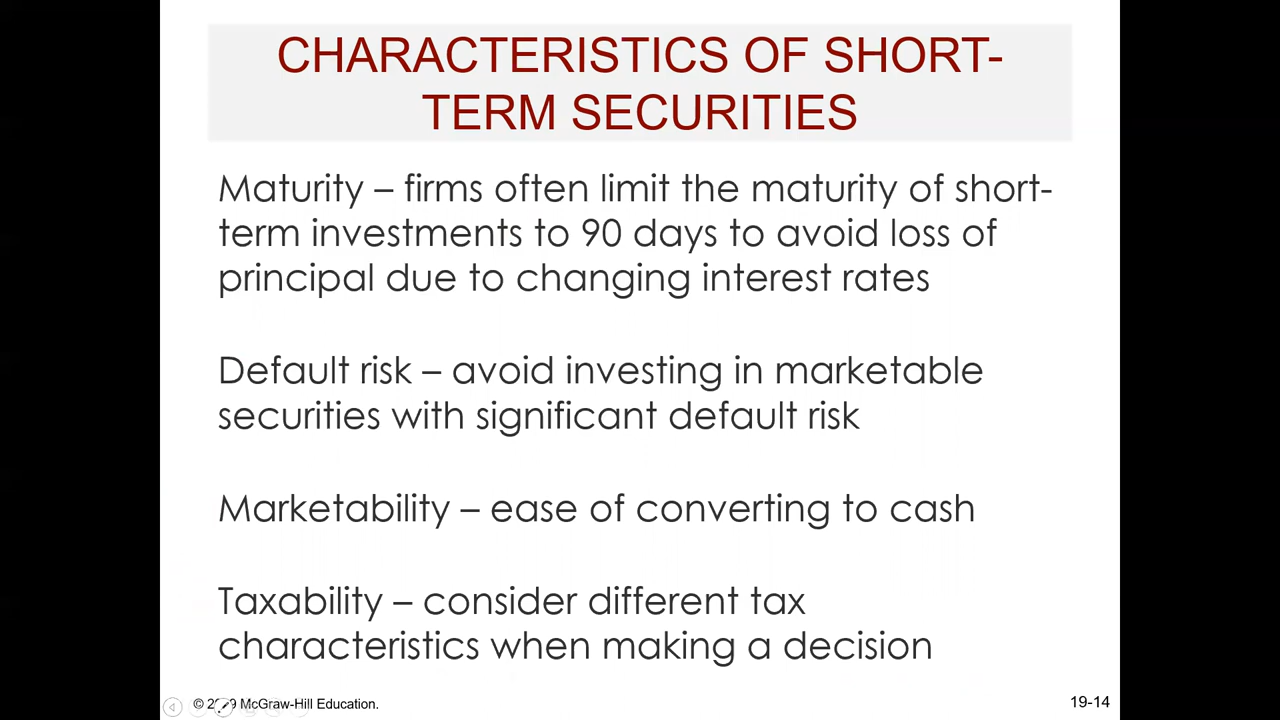 CHARACTERISTICS OF SHORT-
TERM SECURITIES
Maturity – firms often limit the maturity of short-
term investments to 90 days to avoid loss of
principal due to changing interest rates
Default risk – avoid investing in marketable
securities with significant default risk
Marketability – ease of converting to cash
Taxability – consider different tax
characteristics when making a decision
© McGraw-Hill Education.
19-14